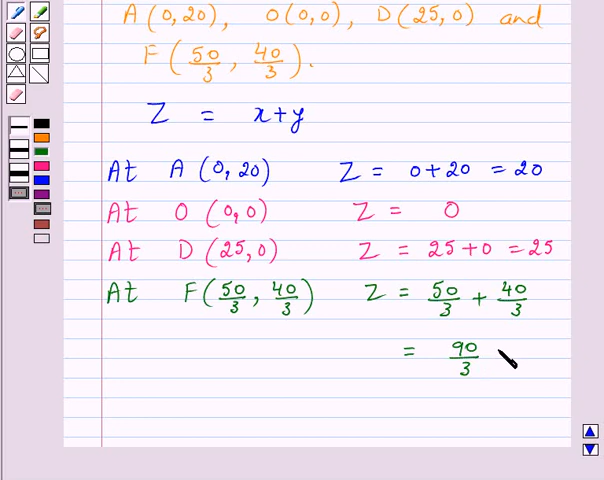 A (0,20), O (0,0), D (25,0) and
F (50/3, 40/3).
Z = x+y
At A (0,20) Z = 0+20 = 20
At O (0,0) Z = 0
At D (25,0) Z = 25+0 = 25
At F (50/3, 40/3) Z = 50/3 + 40/3
= 90/3